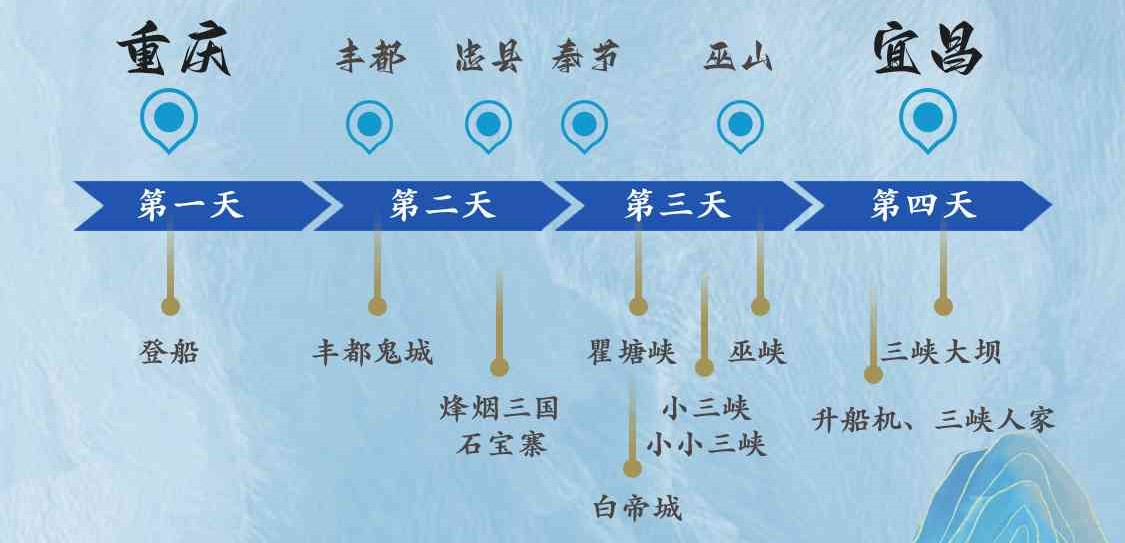 重庆
丰都
忠县
奉节
巫山
宜昌
第一天
第二天
第三天
第四天
登船
丰都鬼城
瞿塘峡
巫峡
三峡大坝
烽烟三国
石宝寨
小三峡
小小三峡
升船机、三峡人家
白帝城